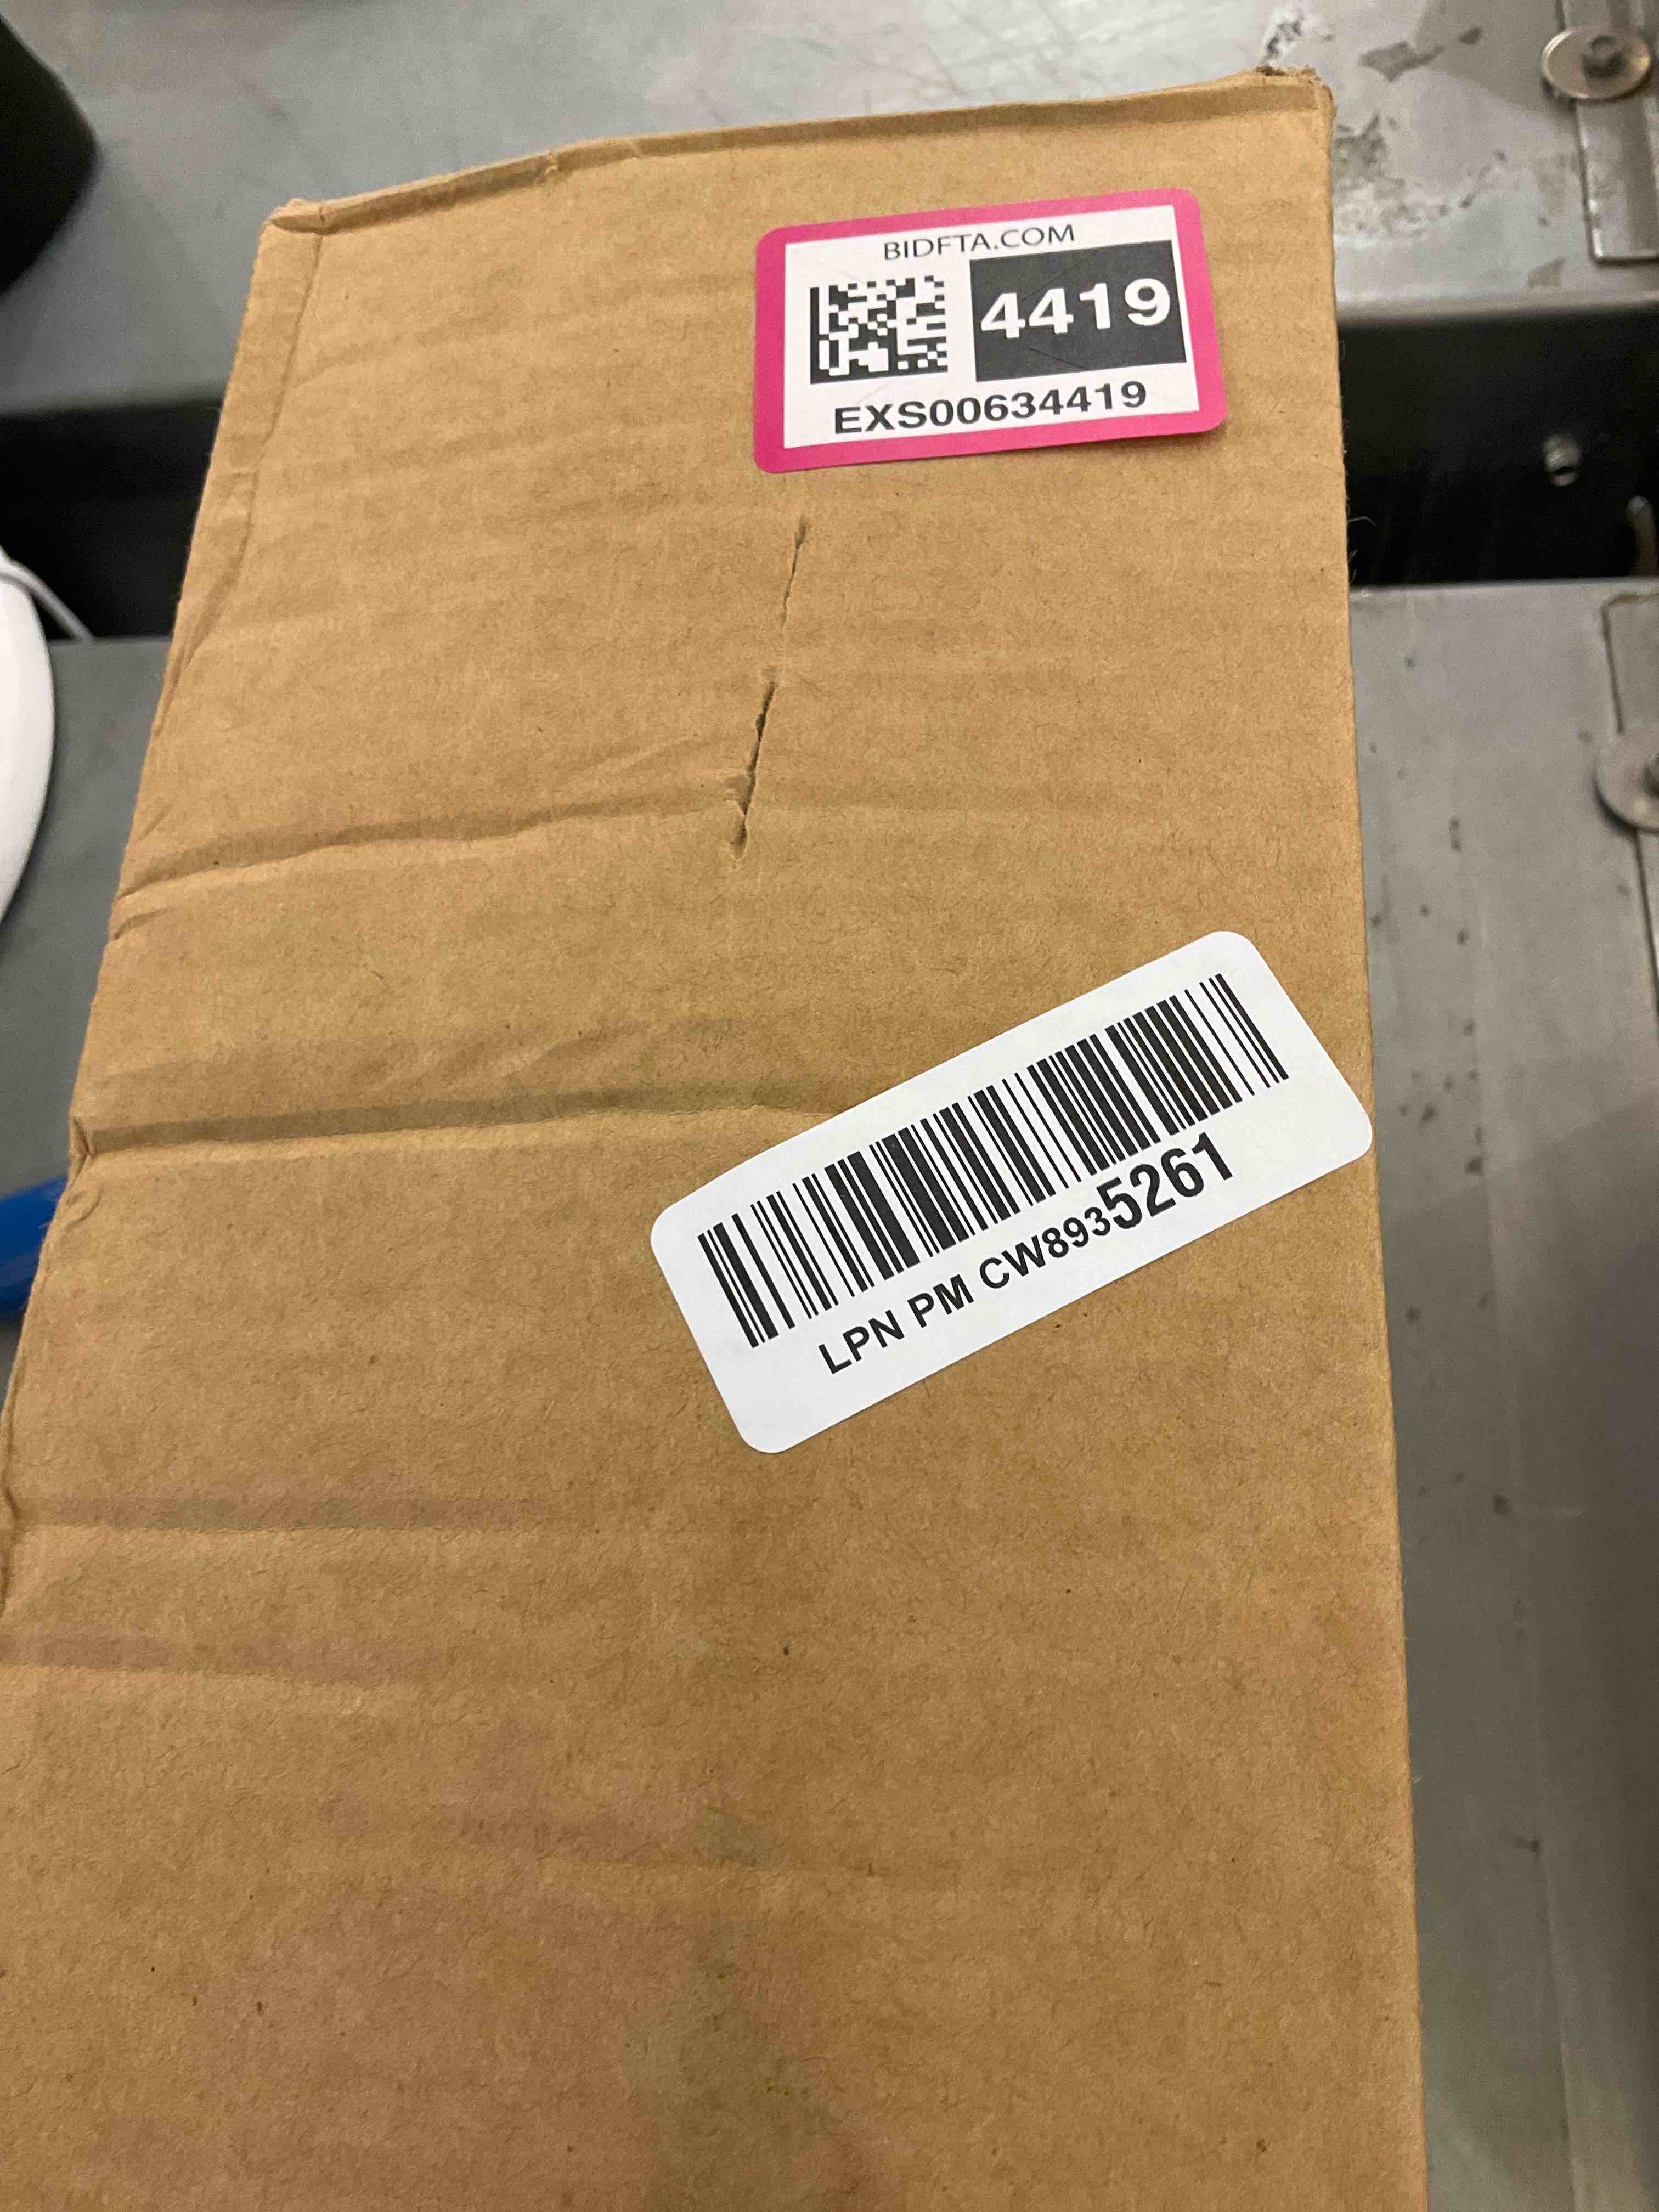 BIDFTA.COM
4419
EXS00634419
LPN PM CW8935261